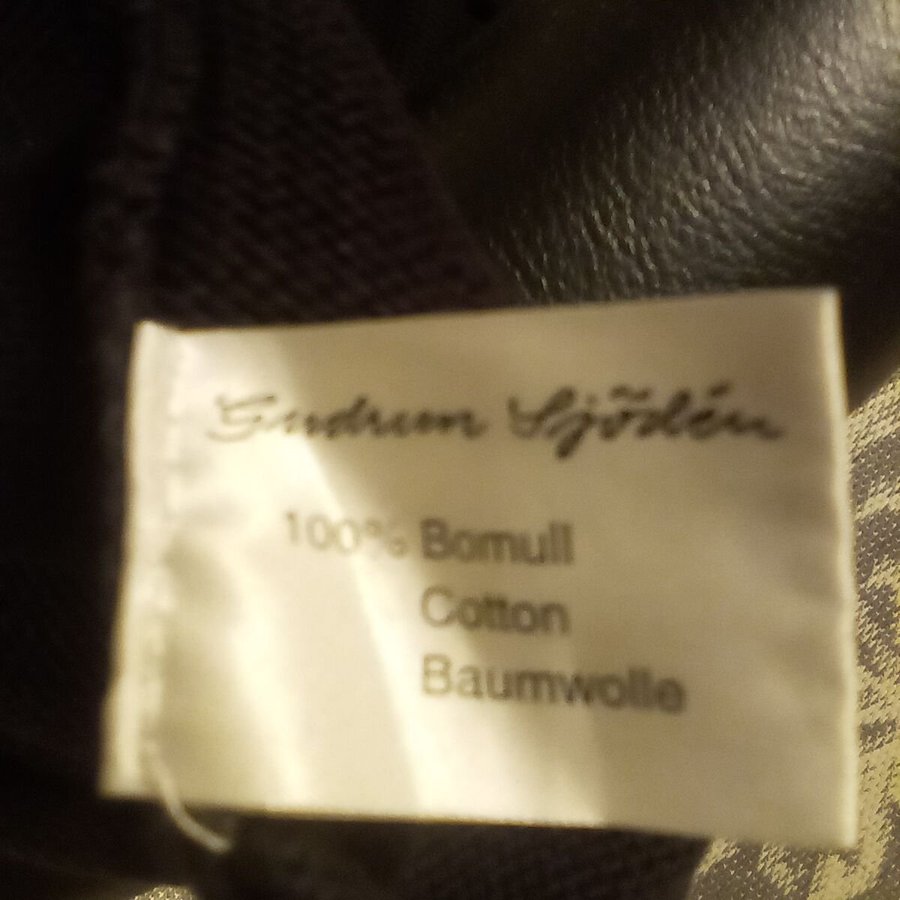 Gudrun Sjödén
100% Bomull
Cotton
Baumwolle